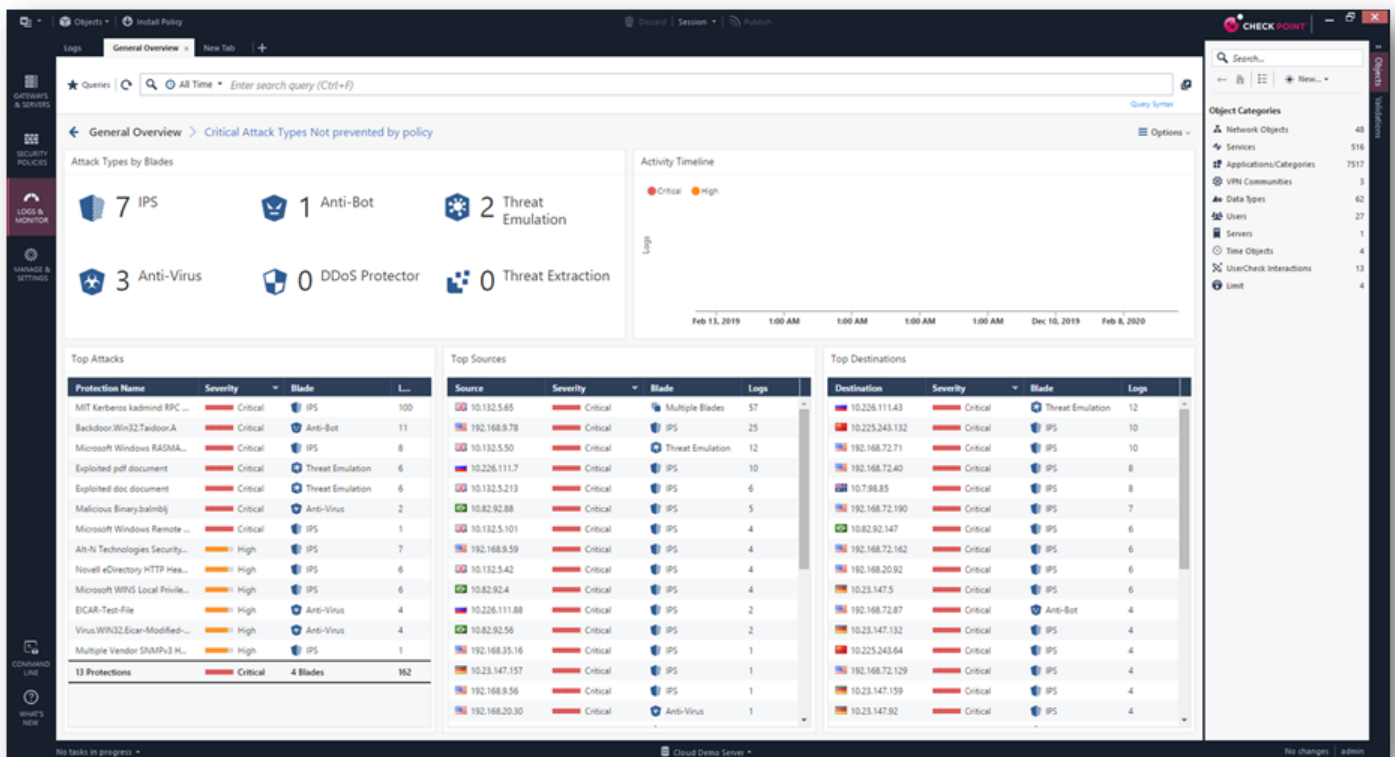 Objects
Install Policy
Discard
Session
Publish
CHECK POINT
Logs
General Overview
New Tab
GATEWAYS & SERVERS
SECURITY POLICIES
LOGS & MONITOR
MANAGE & SETTINGS
COMMAND LINE
WHAT'S NEW
Queries
All Time
Enter search query (Ctrl+F)
Query Syntax
General Overview > Critical Attack Types Not prevented by policy
Options
Attack Types by Blades
7 IPS
1 Anti-Bot
2 Threat Emulation
3 Anti-Virus
0 DDoS Protector
0 Threat Extraction
Activity Timeline
Critical High
Logs
Feb 13, 2019 1:00 AM 1:00 AM 1:00 AM 1:00 AM Dec 10, 2019 Feb 8, 2020
Top Attacks
Protection Name Severity Blade L...
MIT Kerberos kadmind RPC ... Critical IPS 100
Backdoor.Win32.Taidoor.A Critical Anti-Bot 11
Microsoft Windows RASMA... Critical IPS 8
Exploited pdf document Critical Threat Emulation 6
Exploited doc document Critical Threat Emulation 6
Malicious Binary.balmblj Critical Anti-Virus 2
Microsoft Windows Remote ... Critical IPS 1
Alt-N Technologies Security... High IPS 7
Novell eDirectory HTTP Hea... High IPS 6
Microsoft WINS Local Privile... High IPS 6
EICAR-Test-File High Anti-Virus 4
Virus.WIN32.Eicar-Modified-... High Anti-Virus 4
Multiple Vendor SNMPv3 H... High IPS 1
13 Protections Critical 4 Blades 162
Top Sources
Source Severity Blade Logs
10.132.5.65 Critical Multiple Blades 57
192.168.9.78 Critical IPS 25
10.132.5.50 Critical Threat Emulation 12
10.226.111.7 Critical IPS 10
10.132.5.213 Critical IPS 6
10.82.92.88 Critical IPS 5
10.132.5.101 Critical IPS 4
192.168.9.59 Critical IPS 4
10.132.5.42 Critical IPS 4
10.82.92.4 Critical IPS 4
10.226.111.88 Critical IPS 2
10.82.92.56 Critical IPS 2
192.168.35.16 Critical IPS 1
10.23.147.157 Critical IPS 1
192.168.9.56 Critical IPS 1
192.168.20.30 Critical Anti-Virus 1
Top Destinations
Destination Severity Blade Logs
10.226.111.43 Critical Threat Emulation 12
10.225.243.132 Critical IPS 10
192.168.72.71 Critical IPS 10
192.168.72.40 Critical IPS 8
10.7.98.85 Critical IPS 8
192.168.72.190 Critical IPS 7
10.82.92.147 Critical IPS 6
192.168.72.162 Critical IPS 6
192.168.20.92 Critical IPS 6
10.23.147.5 Critical IPS 4
192.168.72.87 Critical Anti-Bot 4
10.23.147.132 Critical IPS 4
10.225.243.64 Critical IPS 4
192.168.72.129 Critical IPS 4
10.23.147.159 Critical IPS 4
10.23.147.92 Critical IPS 4
Search...
New...
Object Categories
Network Objects 48
Services 516
Applications/Categories 7517
VPN Communities 3
Data Types 62
Users 27
Servers 1
Time Objects 4
UserCheck Interactions 13
Limit 4
Objects
Validations
No tasks in progress
Cloud Demo Server
No changes
admin